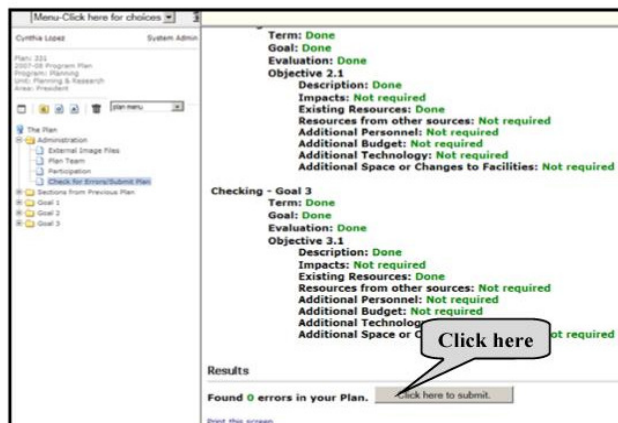 Menu-Click here for choices
Cynthia Lopez System Admin
Plan: 331
2007-08 Program Plan
Program: Planning
Unit: Planning & Research
Area: President
plan menu
The Plan
Administration
External Image Files
Plan Team
Participation
Check for Errors/Submit Plan
Sections from Previous Plan
Goal 1
Goal 2
Goal 3
Term: Done
Goal: Done
Evaluation: Done
Objective 2.1
Description: Done
Impacts: Not required
Existing Resources: Done
Resources from other sources: Not required
Additional Personnel: Not required
Additional Budget: Not required
Additional Technology: Not required
Additional Space or Changes to Facilities: Not required
Checking - Goal 3
Term: Done
Goal: Done
Evaluation: Done
Objective 3.1
Description: Done
Impacts: Not required
Existing Resources: Done
Resources from other sources: Not required
Additional Personnel: Not required
Additional Budget: Not required
Additional Technology
Additional Space or ot required
Click here
Results
Found 0 errors in your Plan. Click here to submit.
Print this screen